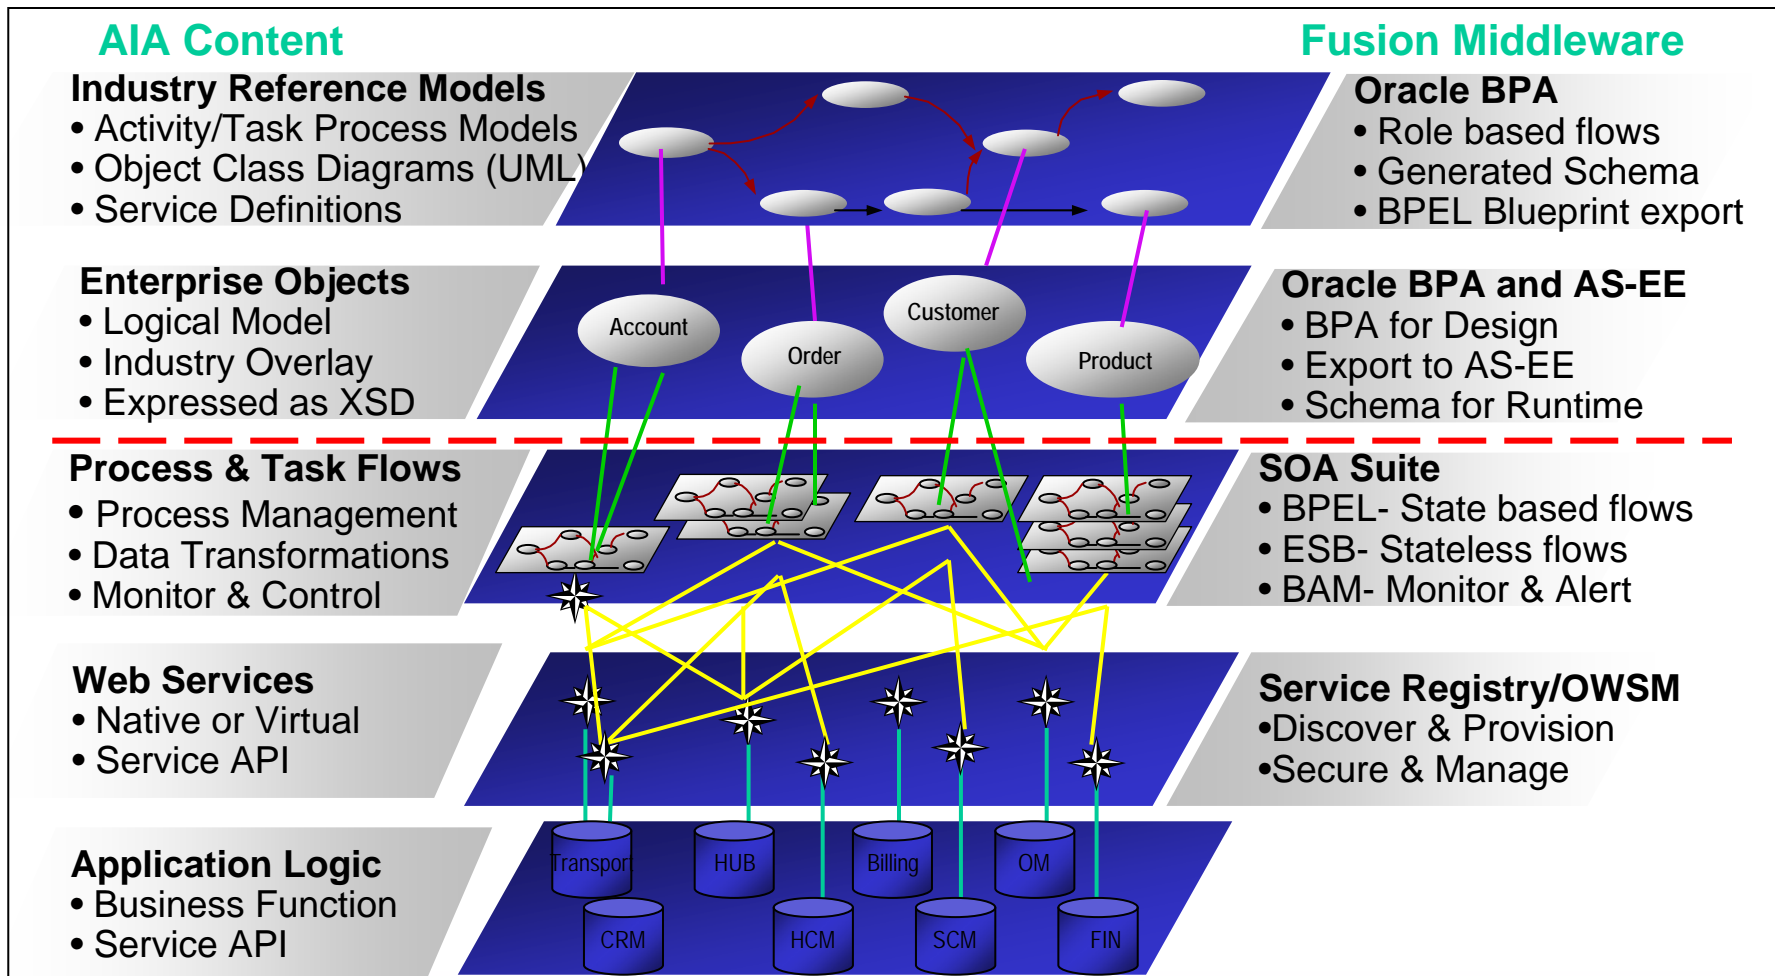 AIA Content
Fusion Middleware
Industry Reference Models
• Activity/Task Process Models
• Object Class Diagrams (UML)
• Service Definitions
Oracle BPA
• Role based flows
• Generated Schema
• BPEL Blueprint export
Enterprise Objects
• Logical Model
• Industry Overlay
• Expressed as XSD
Account
Order
Customer
Product
Oracle BPA and AS-EE
• BPA for Design
• Export to AS-EE
• Schema for Runtime
Process & Task Flows
• Process Management
• Data Transformations
• Monitor & Control
SOA Suite
• BPEL- State based flows
• ESB- Stateless flows
• BAM- Monitor & Alert
Web Services
• Native or Virtual
• Service API
Service Registry/OWSM
•Discover & Provision
•Secure & Manage
Application Logic
• Business Function
• Service API
Transport
HUB
Billing
OM
CRM
HCM
SCM
FIN